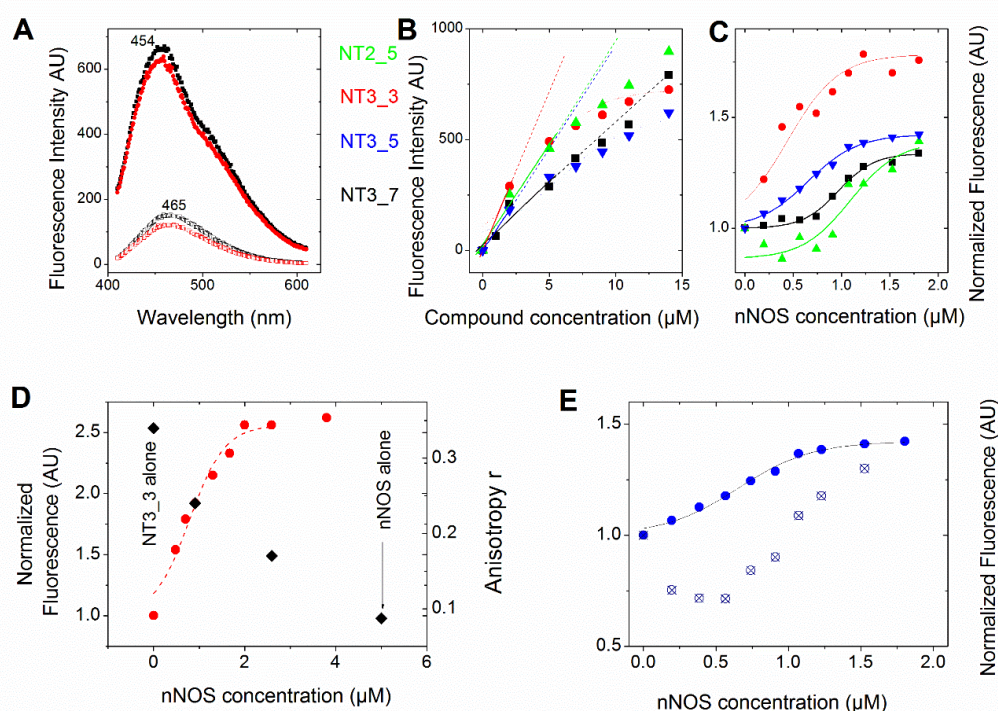 A
454
465
600
400
200
0
400
500
600
Fluorescence Intensity AU
Wavelength (nm)
NT2_5
NT3_3
NT3_5
NT3_7
B
1000
750
500
250
0
0
5
10
15
Fluorescence Intensity AU
Compound concentration (µM)
C
1.5
1.0
0.0
0.5
1.0
1.5
2.0
Normalized Fluorescence (AU)
nNOS concentration (µM)
D
2.5
2.0
1.5
1.0
0
2
4
6
Normalized
Fluorescence (AU)
NT3_3 alone
nNOS alone
0.3
0.2
0.1
Anisotropy r
nNOS concentration (µM)
E
1.5
1.0
0.5
0.0
0.5
1.0
1.5
2.0
Normalized Fluorescence (AU)
nNOS concentration (µM)